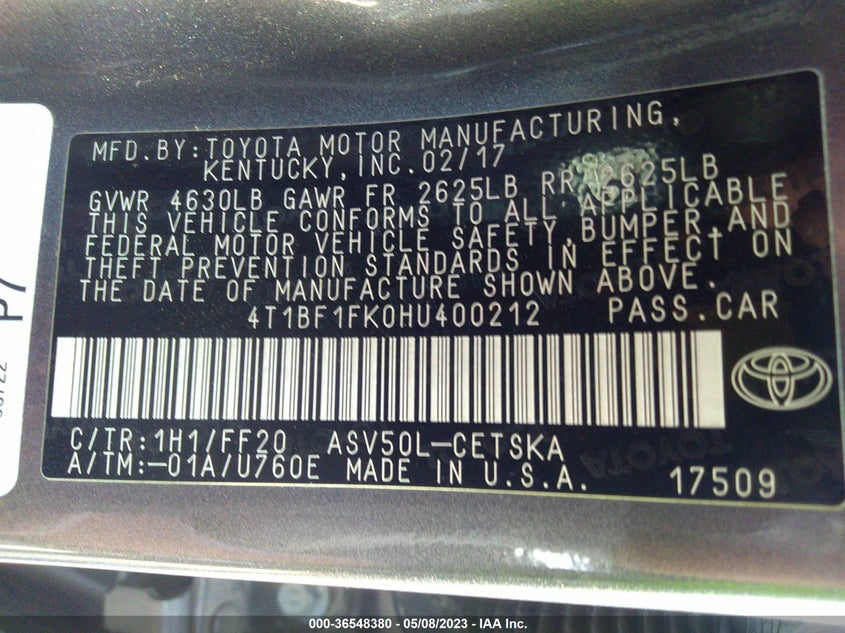 MFD.BY:TOYOTA MOTOR MANUFACTURING,
KENTUCKY,INC.02/17
GVWR 4630LB GAWR FR 2625LB RR 2625LB
THIS VEHICLE CONFORMS TO ALL APPLICABLE
FEDERAL MOTOR VEHICLE SAFETY,BUMPER,AND
THEFT PREVENTION STANDARDS IN EFFECT ON
THE DATE OF MANUFACTURE SHOWN ABOVE.
4T1BF1FK0HU400212 PASS.CAR
C/TR:1H1/FF20 ASV50L-CETSKA
A/TM:-01A/U760E MADE IN U.S.A.
17509
P7
000-36548380 - 05/08/2023 - IAA Inc.